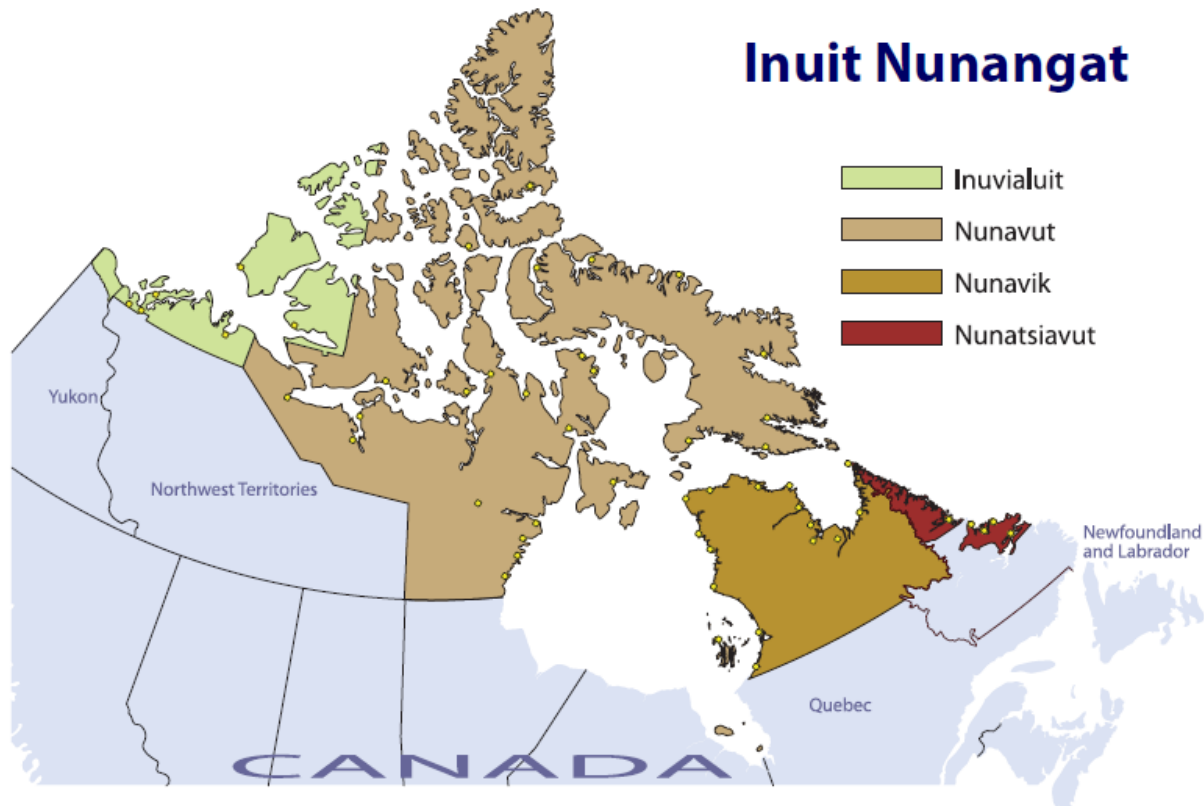 Inuit Nunangat
Inuvialuit
Nunavut
Nunavik
Nunatsiavut
Yukon
Northwest Territories
Newfoundland
and Labrador
Quebec
CANADA